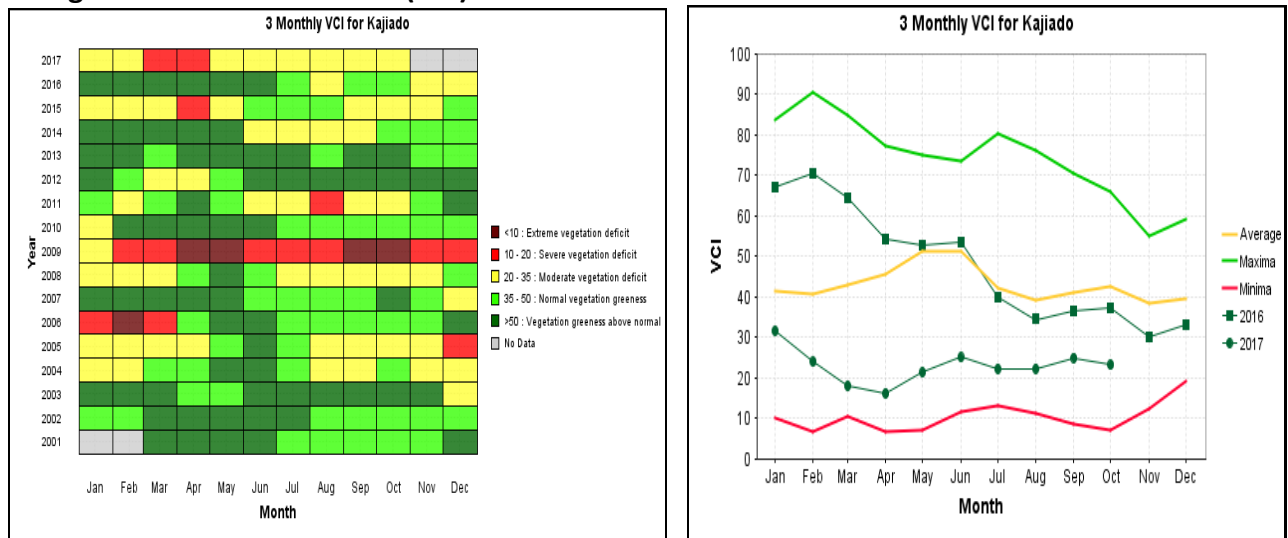 3 Monthly VCI for Kajiado
2017
2016
2015
2014
2013
2012
2011
2010
2009
2008
2007
2006
2005
2004
2003
2002
2001
Year
Jan Feb Mar Apr May Jun Jul Aug Sep Oct Nov Dec
Month
<10 : Extreme vegetation deficit
10 - 20 : Severe vegetation deficit
20 - 35 : Moderate vegetation deficit
35 - 50 : Normal vegetation greeness
>50 : Vegetation greeness above normal
No Data
3 Monthly VCI for Kajiado
100
90
80
70
60
50
40
30
20
10
0
VCI
Jan Feb Mar Apr May Jun Jul Aug Sep Oct Nov Dec
Month
Average
Maxima
Minima
2016
2017